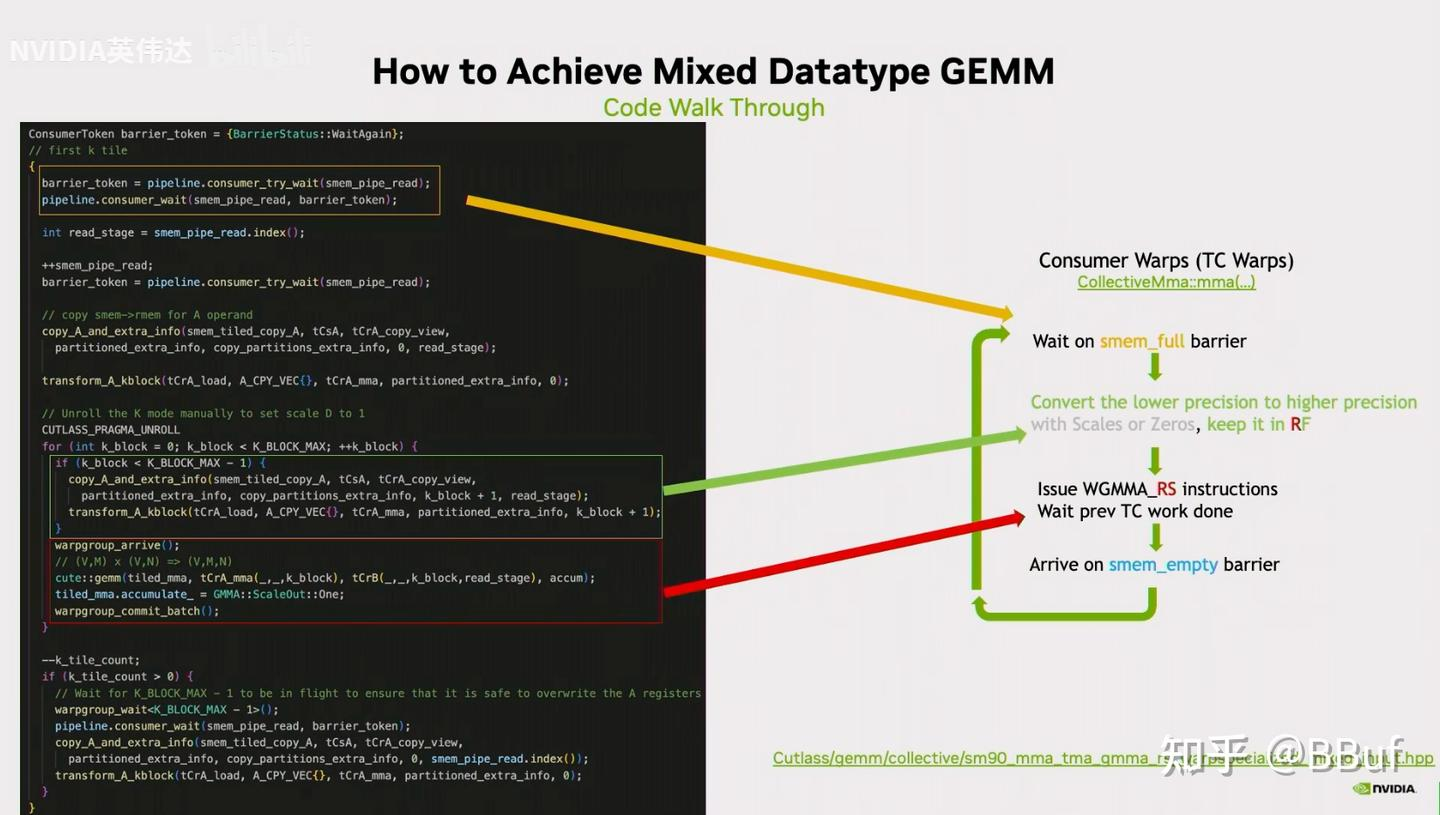 NVIDIA英伟达 bilibili
How to Achieve Mixed Datatype GEMM
Code Walk Through
ConsumerToken barrier_token = {BarrierStatus::WaitAgain};
// first k tile
{
barrier_token = pipeline.consumer_try_wait(smem_pipe_read);
pipeline.consumer_wait(smem_pipe_read, barrier_token);
int read_stage = smem_pipe_read.index();
++smem_pipe_read;
barrier_token = pipeline.consumer_try_wait(smem_pipe_read);
// copy smem->rmem for A operand
copy_A_and_extra_info(smem_tiled_copy_A, tCsA, tCrA_copy_view,
partitioned_extra_info, copy_partitions_extra_info, 0, read_stage);
transform_A_kblock(tCrA_load, A_CPY_VEC{}, tCrA_mma, partitioned_extra_info, 0);
// Unroll the K mode manually to set scale D to 1
CUTLASS_PRAGMA_UNROLL
for (int k_block = 0; k_block < K_BLOCK_MAX; ++k_block) {
if (k_block < K_BLOCK_MAX - 1) {
copy_A_and_extra_info(smem_tiled_copy_A, tCsA, tCrA_copy_view,
partitioned_extra_info, copy_partitions_extra_info, k_block + 1, read_stage);
transform_A_kblock(tCrA_load, A_CPY_VEC{}, tCrA_mma, partitioned_extra_info, k_block + 1);
}
warpgroup_arrive();
// (V,M) x (V,N) => (V,M,N)
cute::gemm(tiled_mma, tCrA_mma(_,_,k_block), tCrB(_,_,k_block,read_stage), accum);
tiled_mma.accumulate_ = GMMA::ScaleOut::One;
warpgroup_commit_batch();
}
--k_tile_count;
if (k_tile_count > 0) {
// Wait for K_BLOCK_MAX - 1 to be in flight to ensure that it is safe to overwrite the A registers
warpgroup_wait<K_BLOCK_MAX - 1>();
pipeline.consumer_wait(smem_pipe_read, barrier_token);
copy_A_and_extra_info(smem_tiled_copy_A, tCsA, tCrA_copy_view,
partitioned_extra_info, copy_partitions_extra_info, 0, smem_pipe_read.index());
transform_A_kblock(tCrA_load, A_CPY_VEC{}, tCrA_mma, partitioned_extra_info, 0);
}
}
Consumer Warps (TC Warps)
CollectiveMma::mma(...)
Wait on smem_full barrier
Convert the lower precision to higher precision
with Scales or Zeros, keep it in RF
Issue WGMMA_RS instructions
Wait prev TC work done
Arrive on smem_empty barrier
Cutlass/gemm/collective/sm90_mma_tma_gmma_rs_warpspecialized_mixed_input.hpp
知乎 @BBuf
NVIDIA.